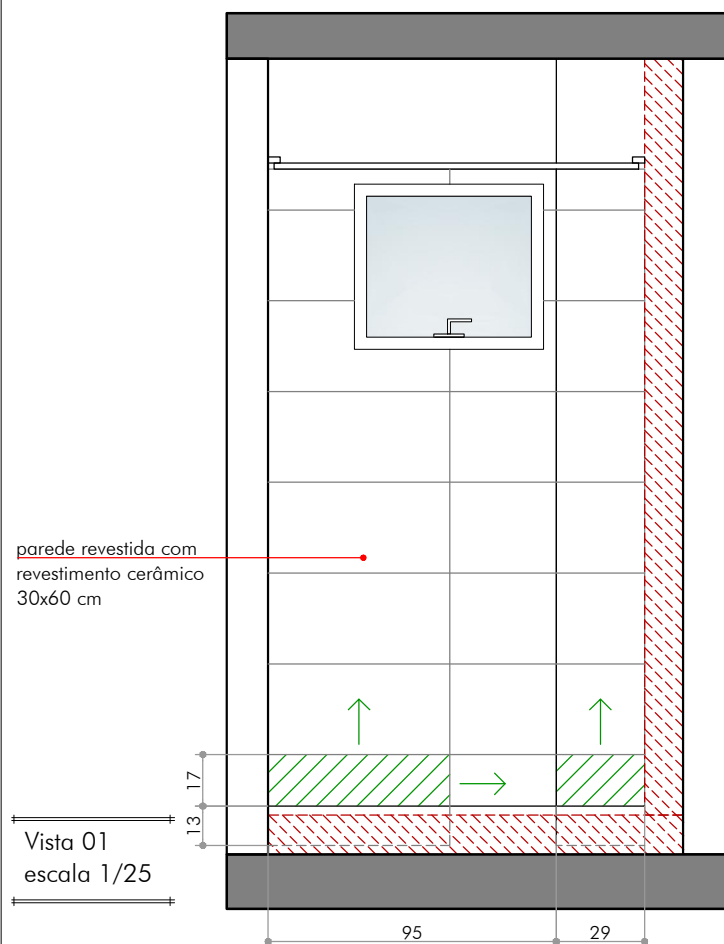 parede revestida com
revestimento cerâmico
30x60 cm
17
13
Vista 01
escala 1/25
95
29